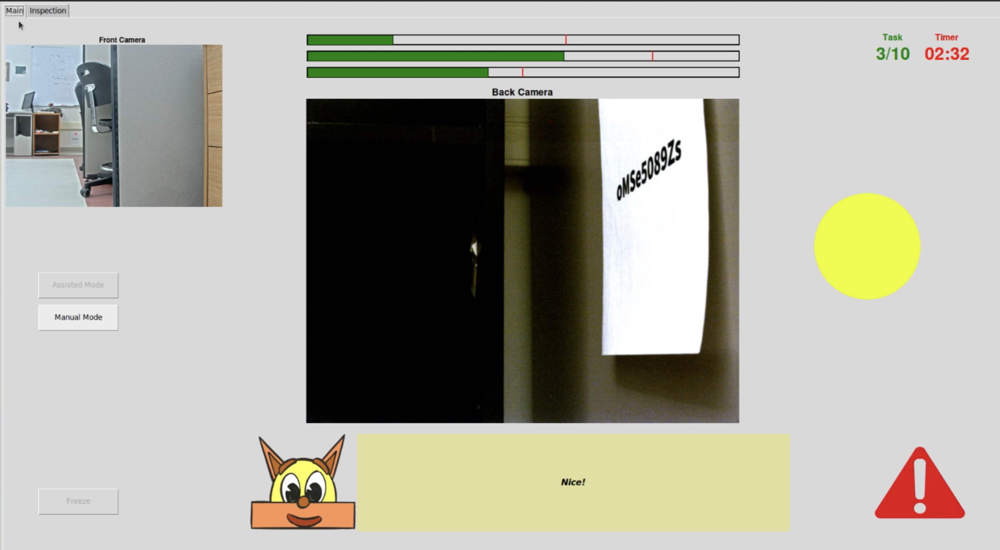 Main Inspection
Front Camera
Task Timer
3/10 02:32
Back Camera
oMSe5089Zs
Assisted Mode
Manual Mode
Freeze
Nice!